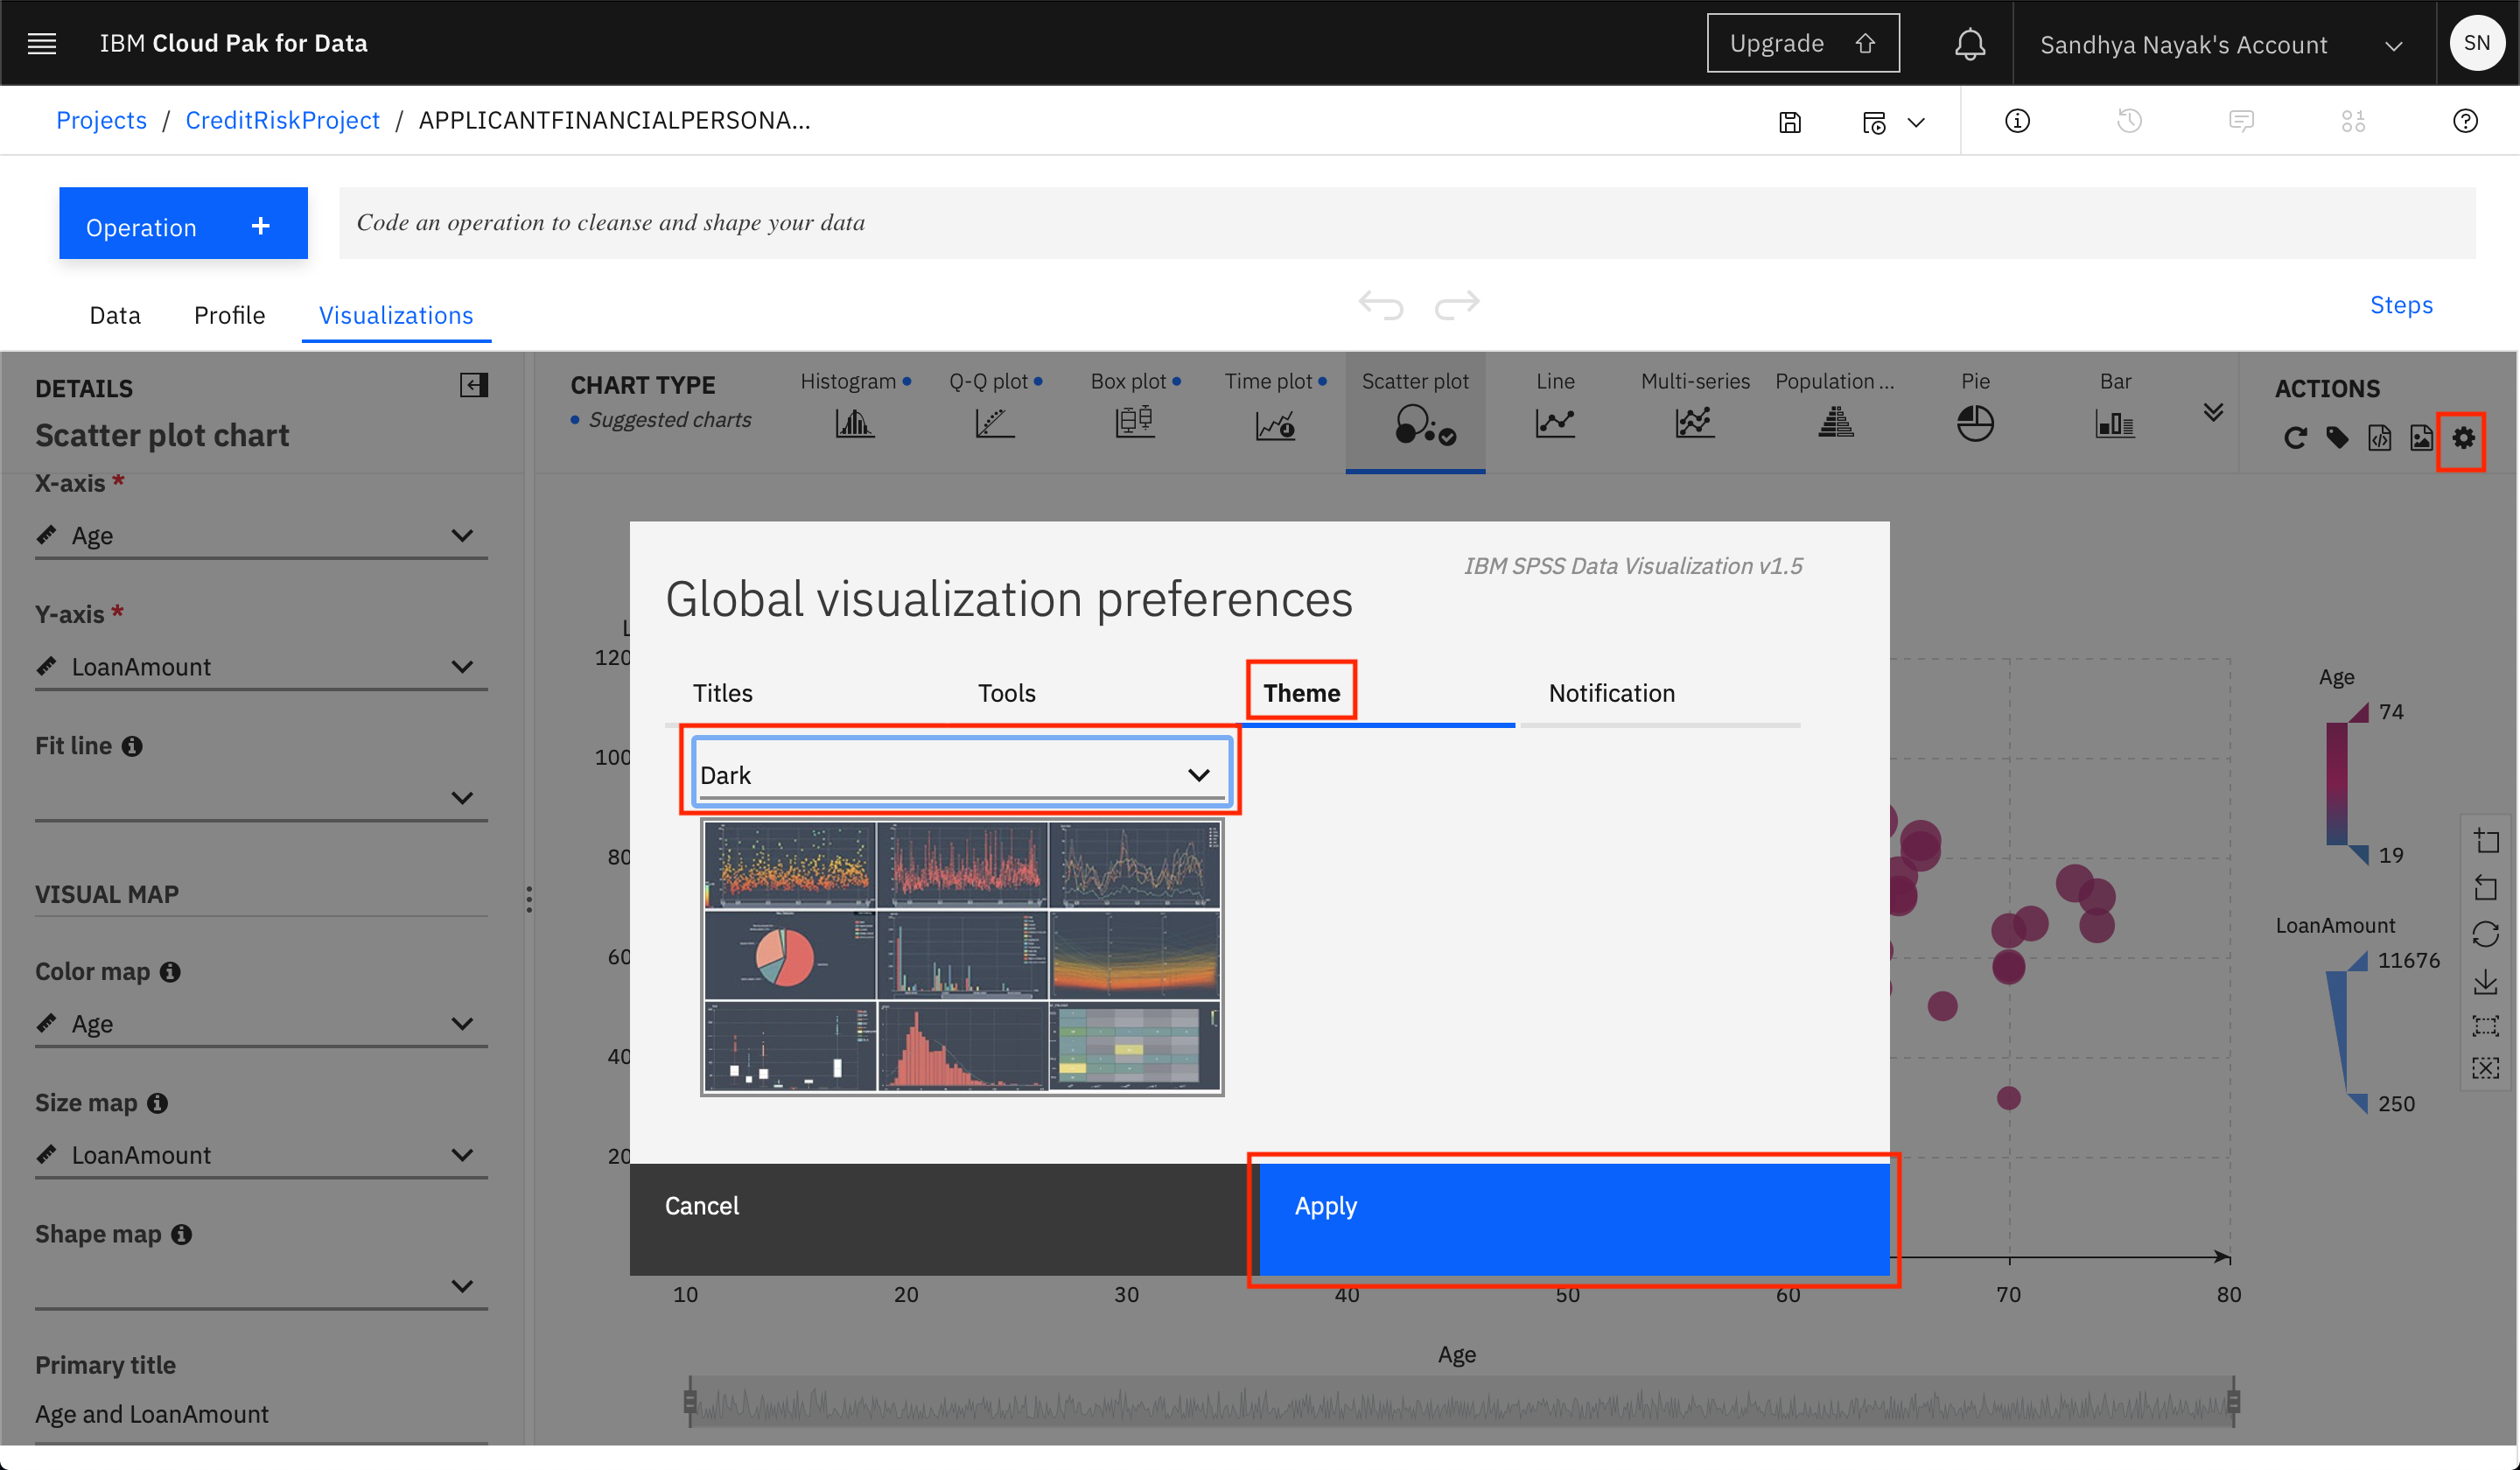 IBM Cloud Pak for Data
Upgrade
Sandhya Nayak's Account
SN
Projects / CreditRiskProject / APPLICANTFINANCIALPERSONA...
Operation +
Code an operation to cleanse and shape your data
Data
Profile
Visualizations
Steps
DETAILS
Scatter plot chart
X-axis *
Age
Y-axis *
LoanAmount
Fit line
VISUAL MAP
Color map
Age
Size map
LoanAmount
Shape map
Primary title
Age and LoanAmount
CHART TYPE
Suggested charts
Histogram
Q-Q plot
Box plot
Time plot
Scatter plot
Line
Multi-series
Population ...
Pie
Bar
ACTIONS
IBM SPSS Data Visualization v1.5
Global visualization preferences
Titles
Tools
Theme
Notification
Dark
Cancel
Apply
L
120
100
80
60
40
20
10
20
30
40
50
60
70
80
Age
Age
74
19
LoanAmount
11676
250